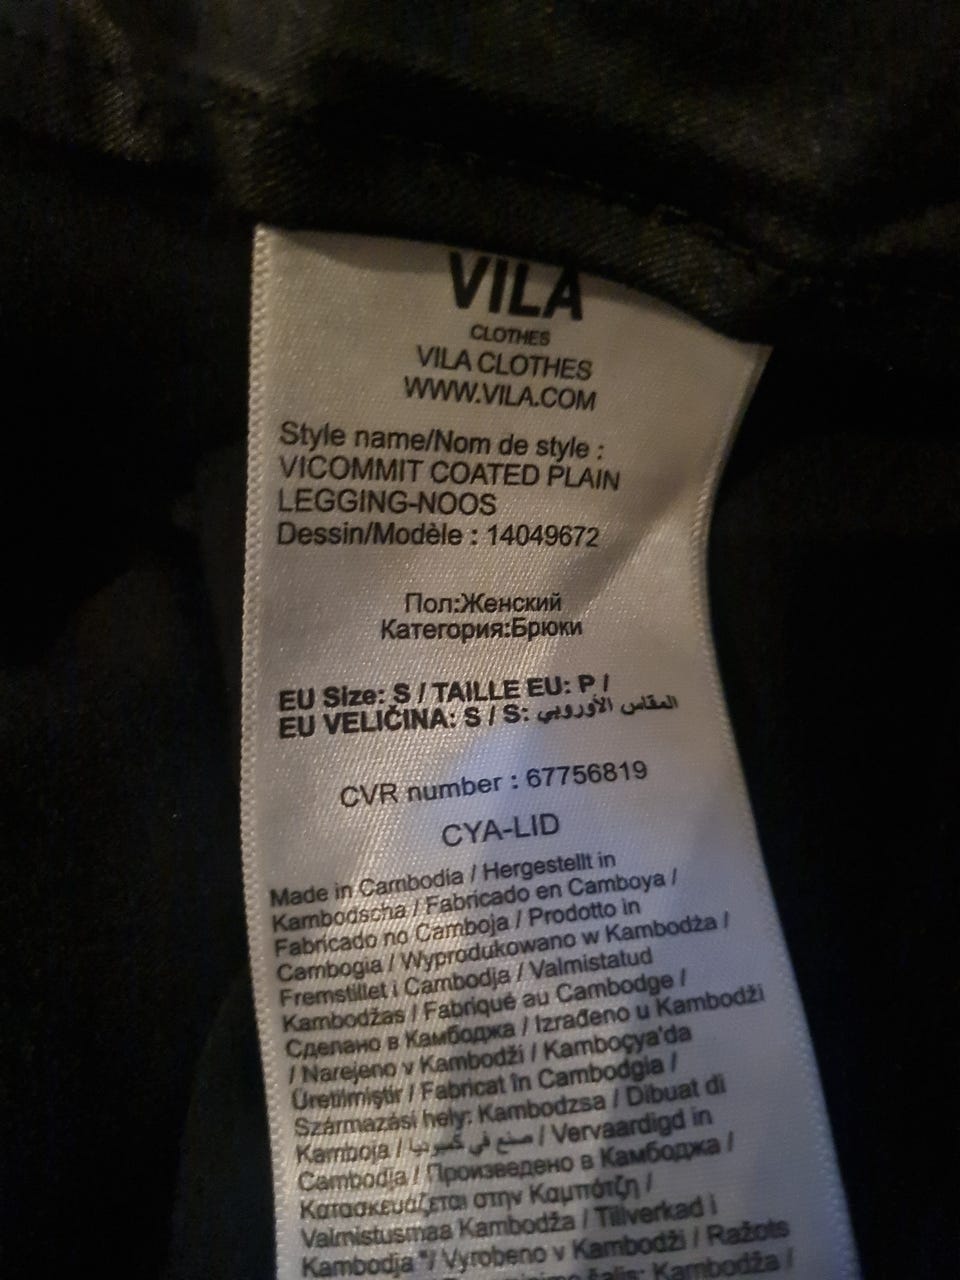 VILA
CLOTHES
VILA CLOTHES
WWW.VILA.COM
Style name/Nom de style :
VICOMMIT COATED PLAIN
LEGGING-NOOS
Dessin/Modèle : 14049672
Пол:Женский
Категория:Брюки
EU Size: S / TAILLE EU: P /
EU VELIČINA: S / S: المقاس الأوروبي
CVR number : 67756819
CYA-LID
Made in Cambodia / Hergestellt in
Kambodscha / Fabricado en Camboya /
Fabricado no Camboja / Prodotto in
Cambogia / Wyprodukowano w Kambodża /
Fremstillet i Cambodja / Valmistatud
Kambodžas / Fabriqué au Cambodge /
Сделано в Камбоджа / Izrađeno u Kambodži
/ Narejeno v Kambodži / Kamboçya'da
Üretilmiştir / Fabricat în Cambodgia /
Származási hely: Kambodzsa / Dibuat di
Kamboja / صنع في كمبوديا / Vervaardigd in
Cambodja / Произведено в Камбоджа /
Κατασκευάζεται στην Καμπότζη /
Valmistusmaa Kambodža / Tillverkad i
Kambodja "/ Vyrobeno v Kambodži / Ražots
šalis: Kambodža /